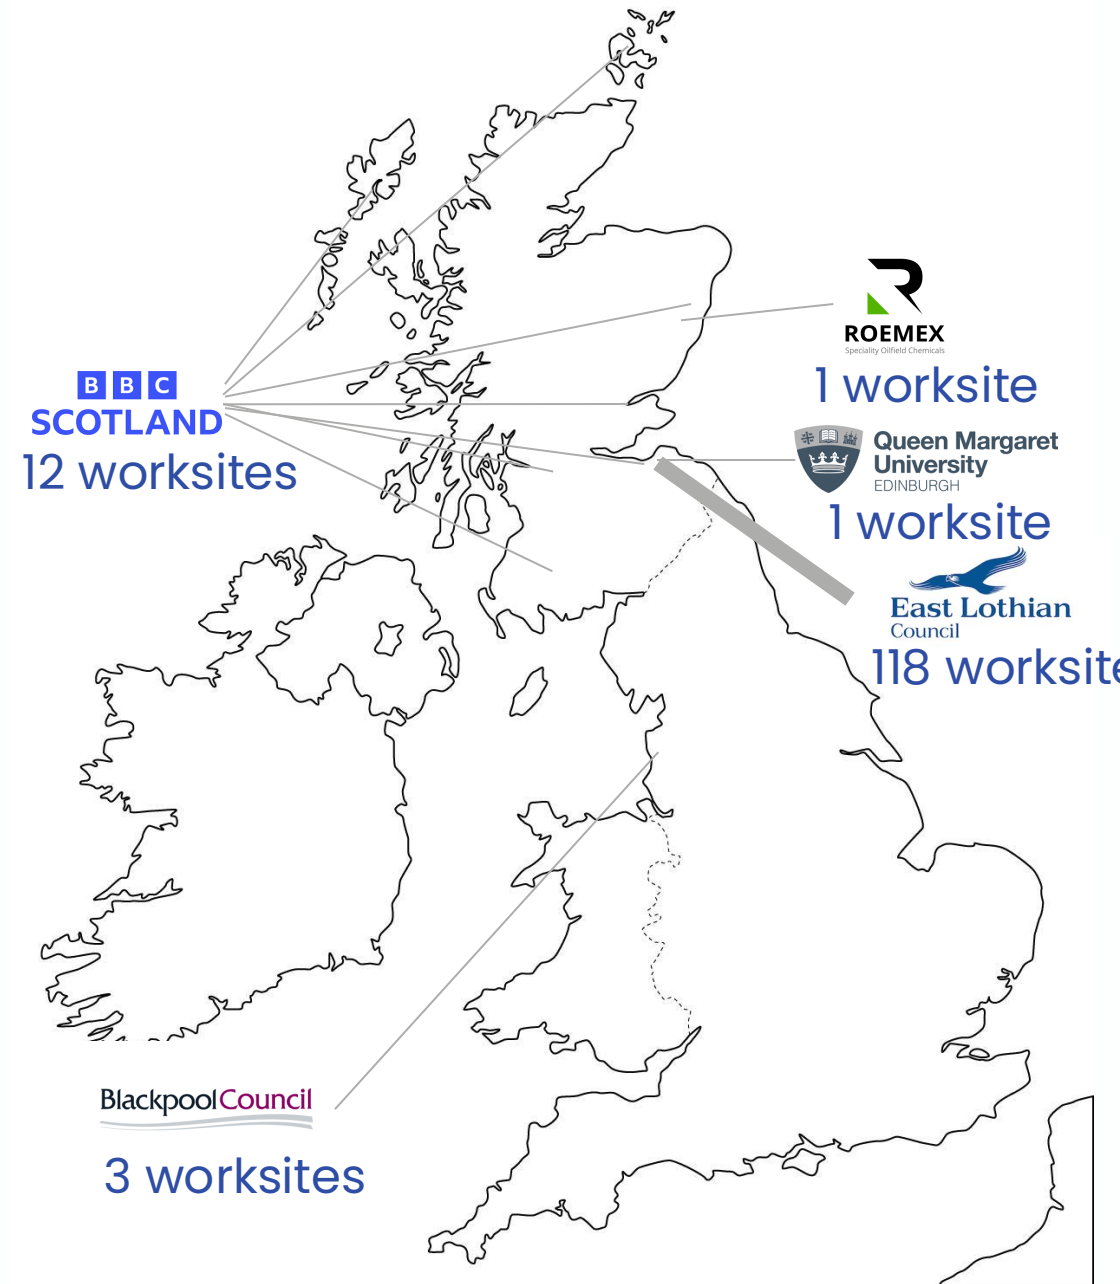 ROEMEX
Speciality Oilfield Chemicals
1 worksite
BBC
SCOTLAND
12 worksites
Queen Margaret
University
EDINBURGH
1 worksite
East Lothian
Council
118 worksite
Blackpool Council
3 worksites